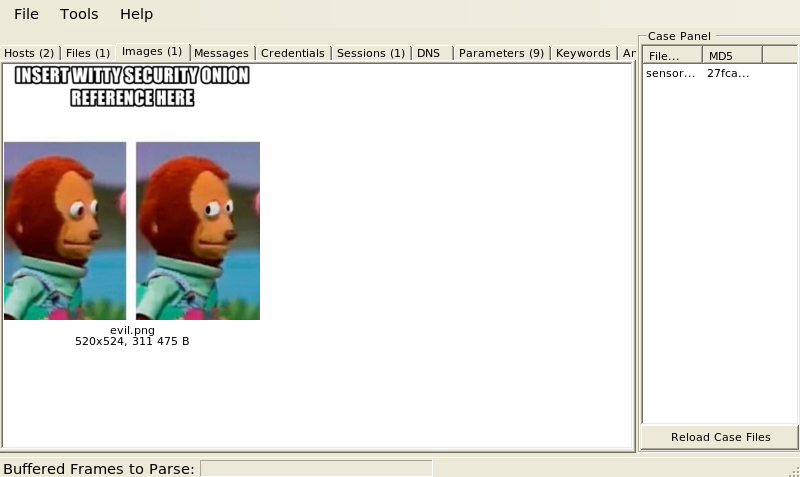 File Tools Help
Case Panel
Hosts (2) Files (1) Images (1) Messages Credentials Sessions (1) DNS Parameters (9) Keywords An
File... MD5
sensor... 27fca...
INSERT WITTY SECURITY ONION
REFERENCE HERE
evil.png
520x524, 311 475 B
Reload Case Files
Buffered Frames to Parse: